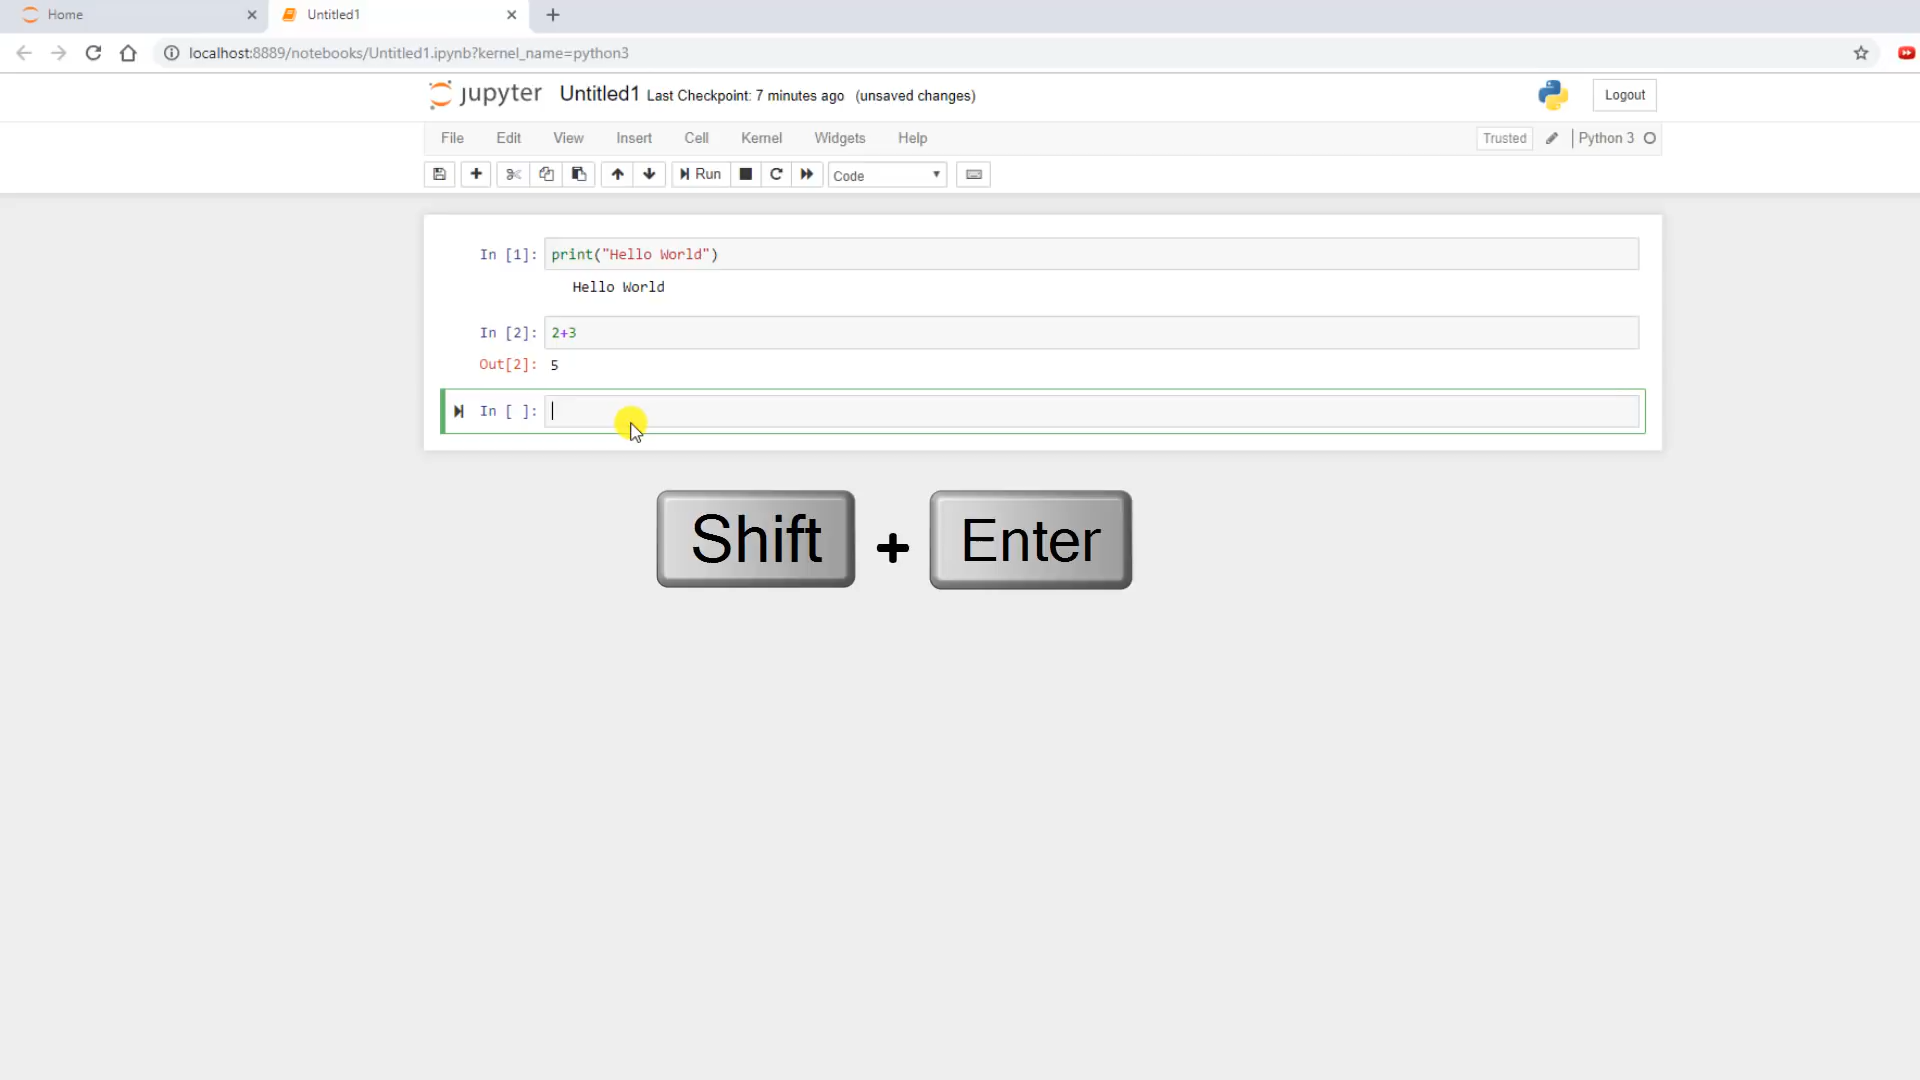 Home
Untitled1
localhost:8889/notebooks/Untitled1.ipynb?kernel_name=python3
jupyter Untitled1 Last Checkpoint: 7 minutes ago (unsaved changes)
Logout
File Edit View Insert Cell Kernel Widgets Help
Trusted
Python 3
Run
Code
In [1]: print("Hello World")
Hello World
In [2]: 2+3
Out[2]: 5
In [ ]:
Shift + Enter